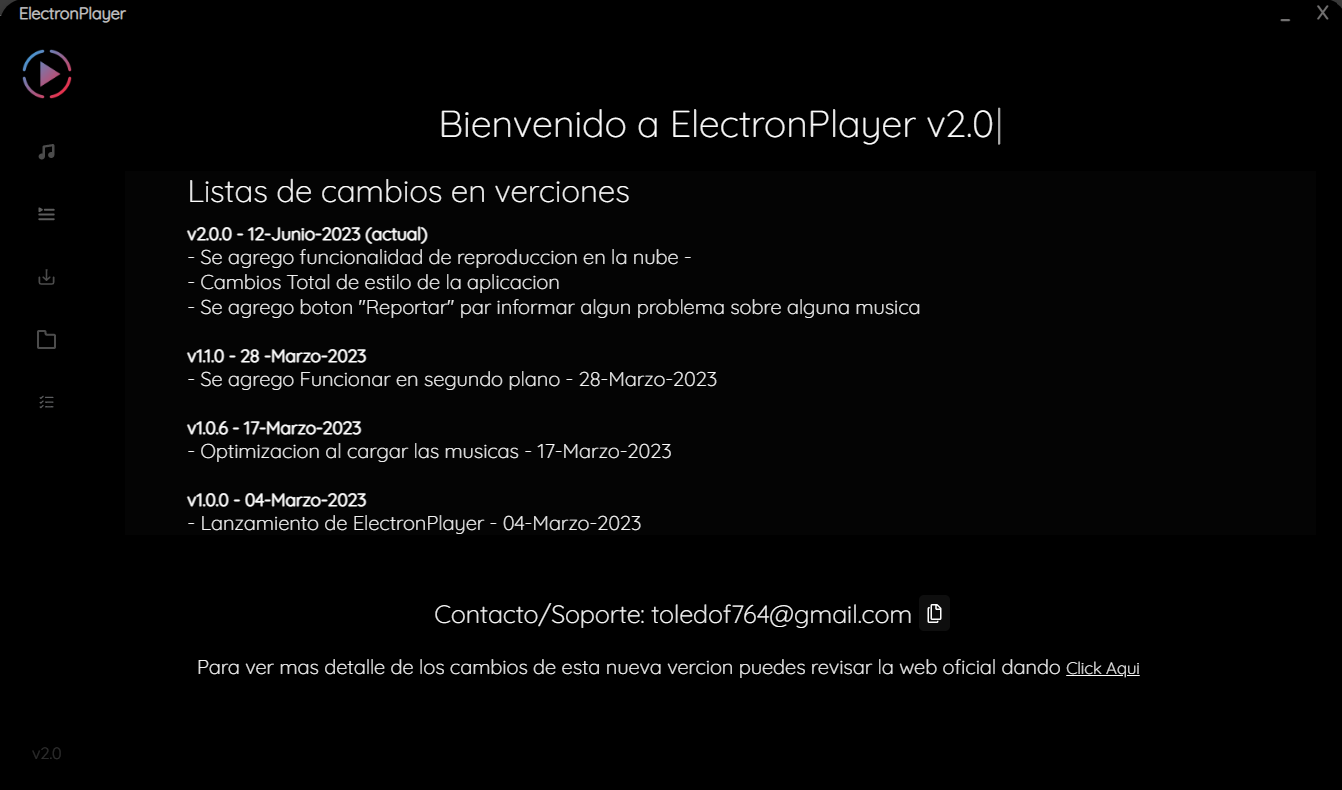 ElectronPlayer
_ X
Bienvenido a ElectronPlayer v2.0|
Listas de cambios en verciones
v2.0.0 - 12-Junio-2023 (actual)
- Se agrego funcionalidad de reproduccion en la nube -
- Cambios Total de estilo de la aplicacion
- Se agrego boton "Reportar" par informar algun problema sobre alguna musica
v1.1.0 - 28 -Marzo-2023
- Se agrego Funcionar en segundo plano - 28-Marzo-2023
v1.0.6 - 17-Marzo-2023
- Optimizacion al cargar las musicas - 17-Marzo-2023
v1.0.0 - 04-Marzo-2023
- Lanzamiento de ElectronPlayer - 04-Marzo-2023
Contacto/Soporte: toledof764@gmail.com
Para ver mas detalle de los cambios de esta nueva vercion puedes revisar la web oficial dando Click Aqui
v2.0